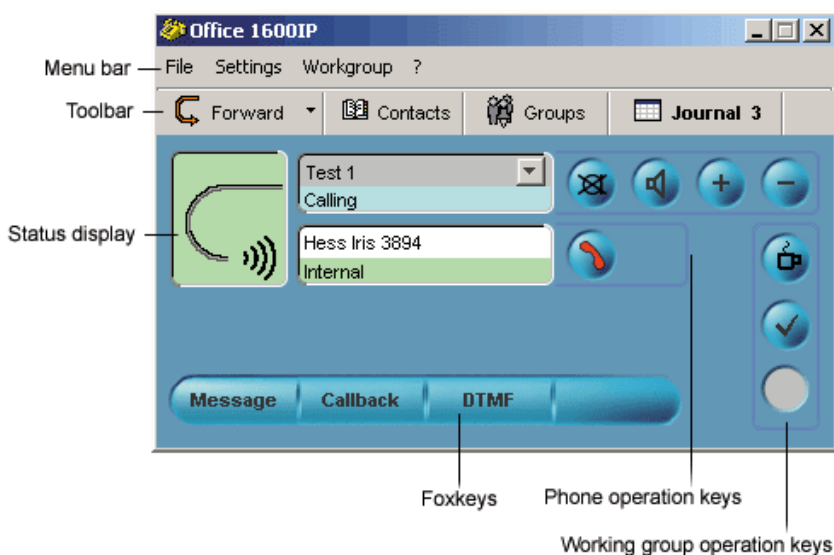 Office 1600IP
Menu bar
File Settings Workgroup ?
Toolbar
Forward Contacts Groups Journal 3
Test 1
Calling
Status display
Hess Iris 3894
Internal
Message Callback DTMF
Foxkeys
Phone operation keys
Working group operation keys